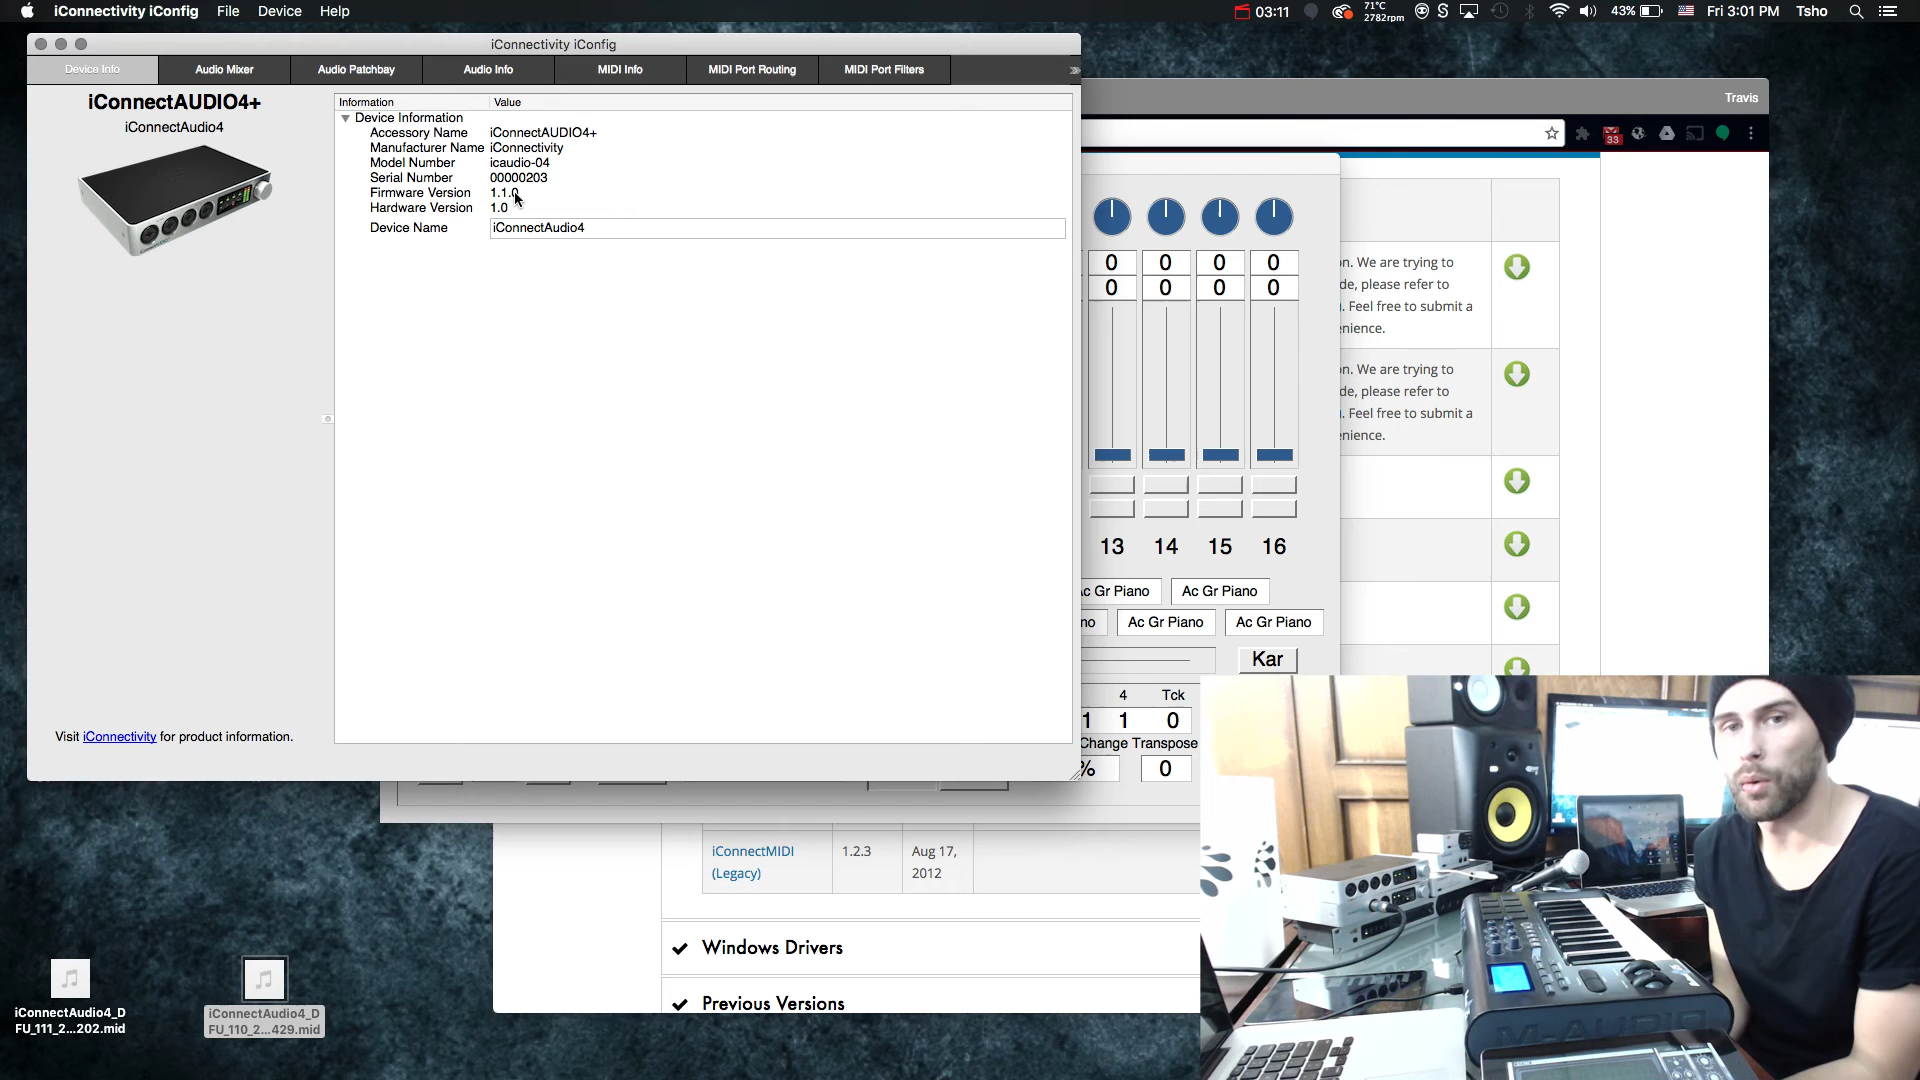 iConnectivity iConfig File Device Help
03:11 71°C 2782rpm S 43% Fri 3:01 PM Tsho
iConnectivity iConfig
Device Info Audio Mixer Audio Patchbay Audio Info MIDI Info MIDI Port Routing MIDI Port Filters »
iConnectAUDIO4+
iConnectAudio4
Information Value
Device Information
Accessory Name iConnectAUDIO4+
Manufacturer Name iConnectivity
Model Number icaudio-04
Serial Number 00000203
Firmware Version 1.1.0
Hardware Version 1.0
Device Name iConnectAudio4
Visit iConnectivity for product information.
Travis
33
0 0 0 0
0 0 0 0
13 14 15 16
Ac Gr Piano Ac Gr Piano
no Ac Gr Piano Ac Gr Piano
Kar
4 Tck
1 1 0
Change Transpose
% 0
on. We are trying to
de, please refer to
. Feel free to submit a
enience.
on. We are trying to
de, please refer to
. Feel free to submit a
enience.
iConnectMIDI (Legacy) 1.2.3 Aug 17, 2012
Windows Drivers
Previous Versions
iConnectAudio4_D
FU_111_2...202.mid
iConnectAudio4_D
FU_110_2...429.mid
M-AUDIO